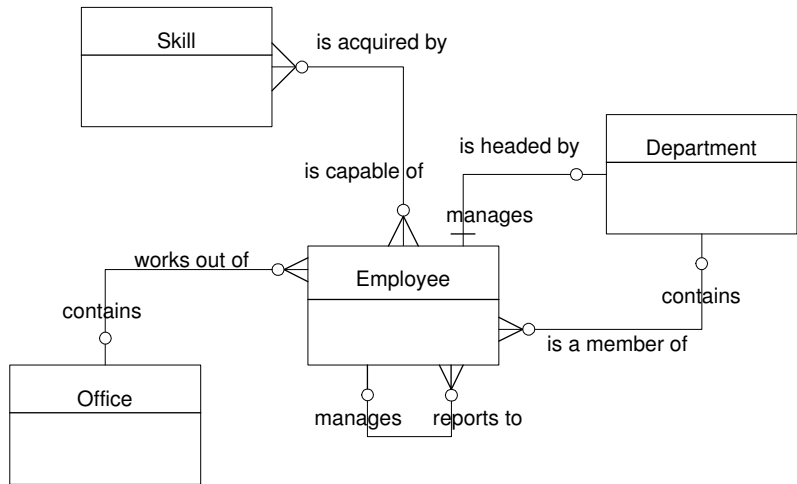 Skill
is acquired by
is headed by
Department
is capable of
manages
works out of
Employee
contains
contains
is a member of
Office
manages
reports to